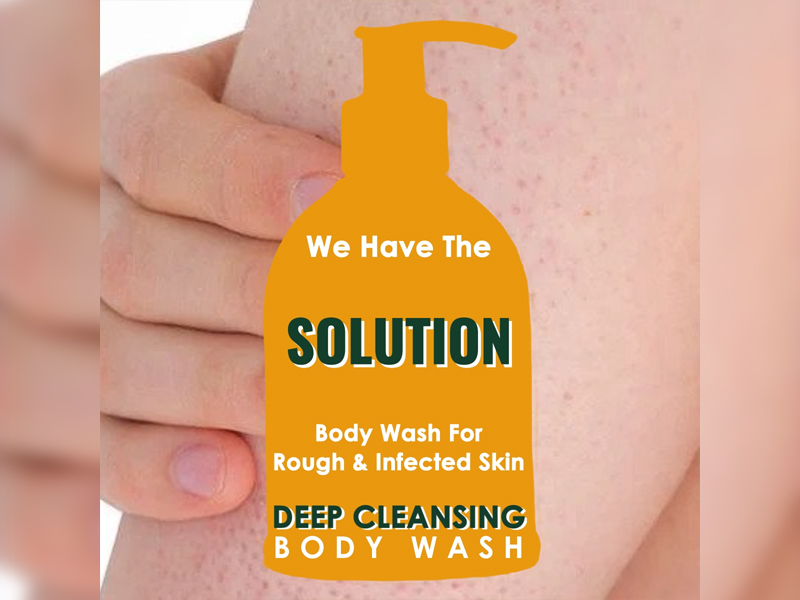 We Have The
SOLUTION
Body Wash For
Rough & Infected Skin
DEEP CLEANSING
BODY WASH